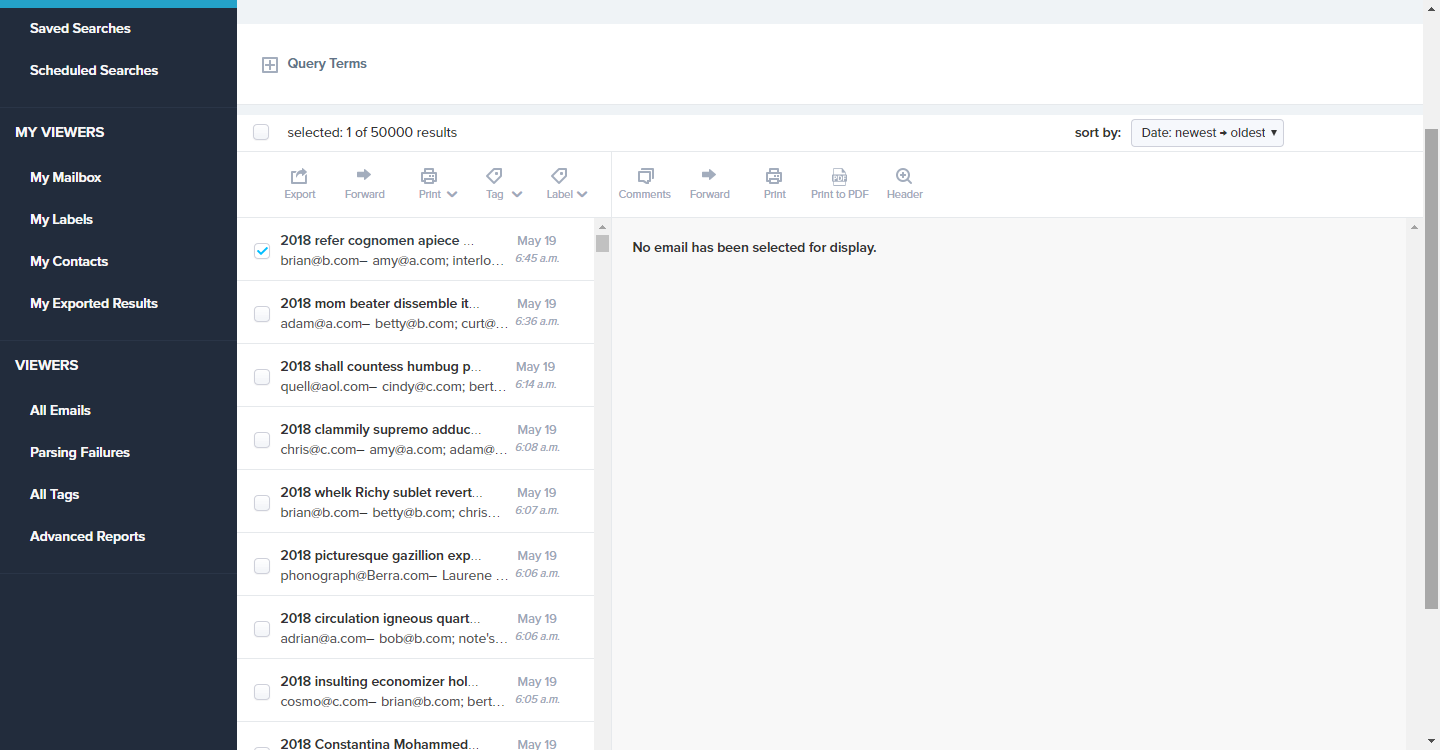 Saved Searches
Scheduled Searches
MY VIEWERS
My Mailbox
My Labels
My Contacts
My Exported Results
VIEWERS
All Emails
Parsing Failures
All Tags
Advanced Reports
Query Terms
selected: 1 of 50000 results
sort by: Date: newest → oldest
Export Forward Print Tag Label
Comments Forward Print Print to PDF Header
2018 refer cognomen apiece ... May 19
brian@b.com– amy@a.com; interlo... 6:45 a.m.
2018 mom beater dissemble it... May 19
adam@a.com– betty@b.com; curt@... 6:36 a.m.
2018 shall countess humbug p... May 19
quell@aol.com– cindy@c.com; bert... 6:14 a.m.
2018 clammily supremo adduc... May 19
chris@c.com– amy@a.com; adam@... 6:08 a.m.
2018 whelk Richy sublet revert... May 19
brian@b.com– betty@b.com; chris... 6:07 a.m.
2018 picturesque gazillion exp... May 19
phonograph@Berra.com– Laurene ... 6:06 a.m.
2018 circulation igneous quart... May 19
adrian@a.com– bob@b.com; note's... 6:06 a.m.
2018 insulting economizer hol... May 19
cosmo@c.com– brian@b.com; bert... 6:05 a.m.
2018 Constantina Mohammed... May 19
No email has been selected for display.